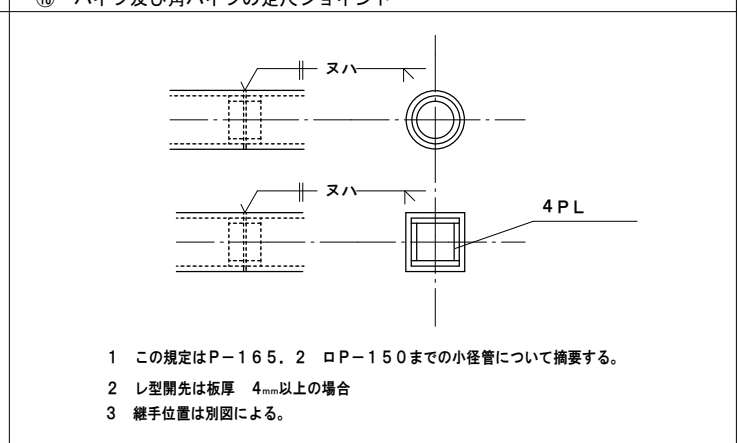 ⑯ パイプ及び角パイプの定尺ジョイント
ヌハ
ヌハ
4PL
1 この規定はP-165.2 ロP-150までの小径管について摘要する。
2 レ型開先は板厚 4mm以上の場合
3 継手位置は別図による。